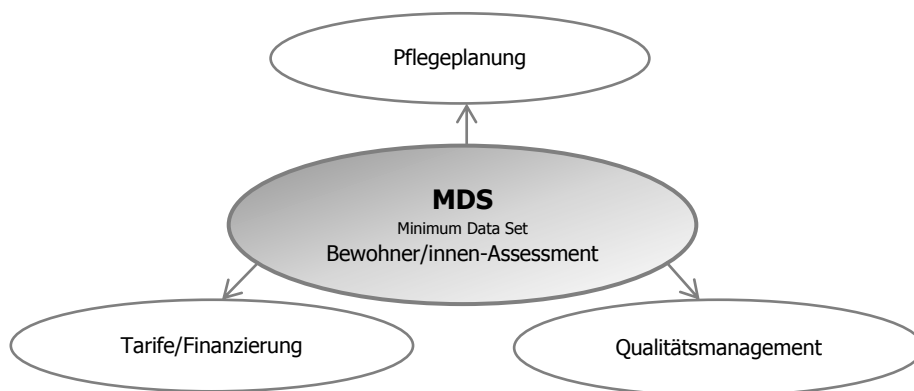 Pflegeplanung
MDS
Minimum Data Set
Bewohner/innen-Assessment
Tarife/Finanzierung
Qualitätsmanagement